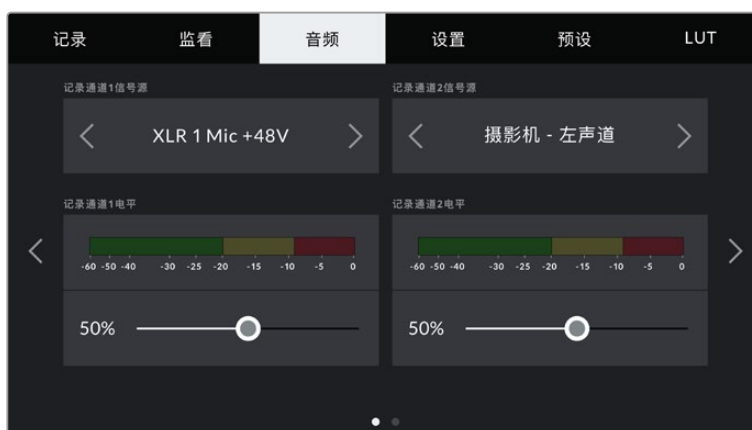 记录 监看 音频 设置 预设 LUT
记录通道1信号源 记录通道2信号源
XLR 1 Mic +48V 摄影机 - 左声道
记录通道1电平 记录通道2电平
-60 -50 -40 -30 -25 -20 -15 -10 -5 0 -60 -50 -40 -30 -25 -20 -15 -10 -5 0
50% 50%